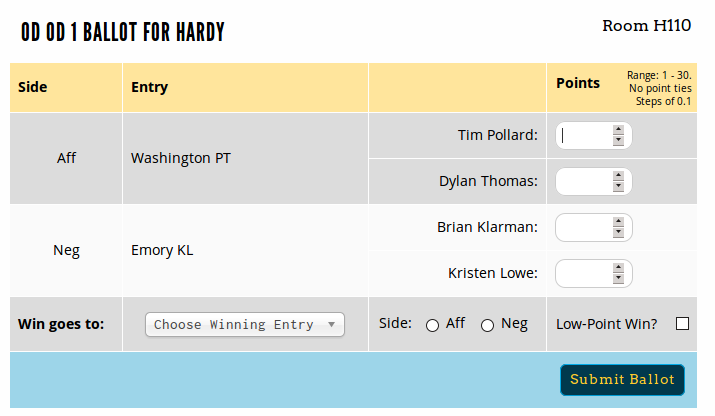 OD OD 1 BALLOT FOR HARDY
Room H110
Side Entry Points Range: 1 - 30.
No point ties
Steps of 0.1
Aff Washington PT
Tim Pollard:
Dylan Thomas:
Neg Emory KL
Brian Klarman:
Kristen Lowe:
Win goes to: Choose Winning Entry Side: Aff Neg Low-Point Win?
Submit Ballot